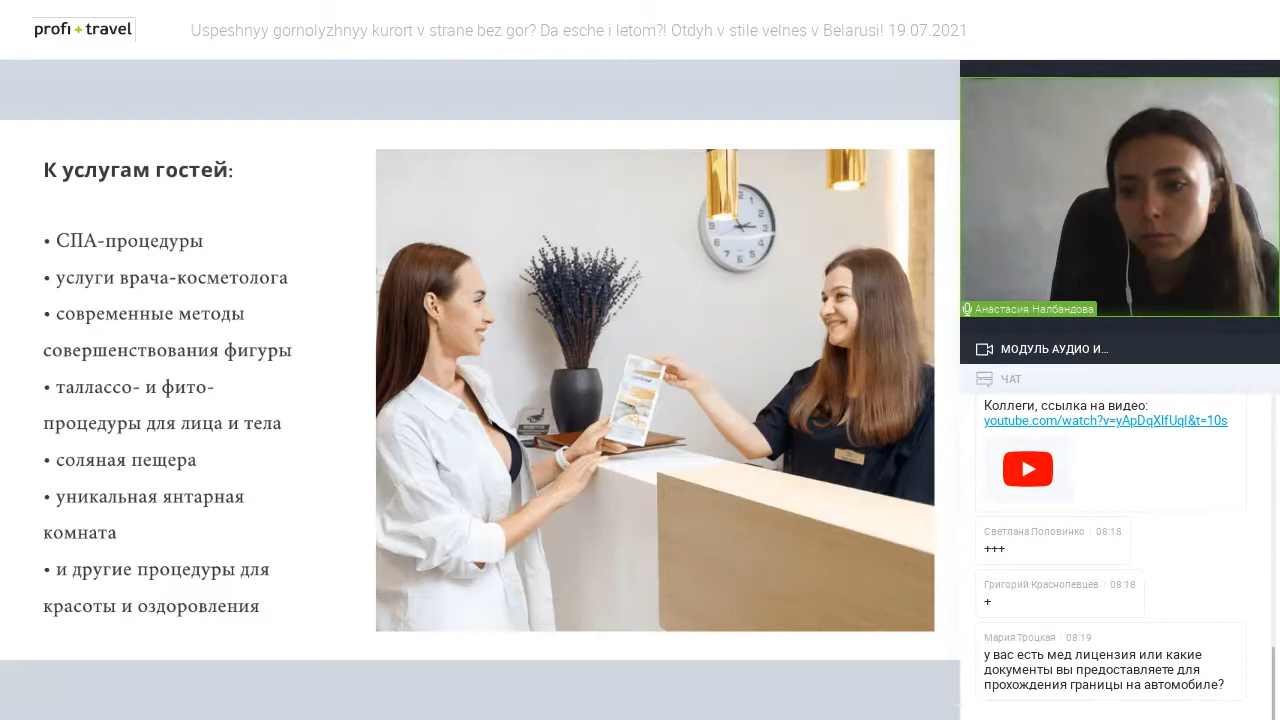 profi + travel
Uspeshnyy gornolyzhnyy kurort v strane bez gor? Da esche i letom?! Otdyh v stile velnes v Belarusi! 19.07.2021
К услугам гостей:
• СПА-процедуры
• услуги врача-косметолога
• современные методы
совершенствования фигуры
• таллассо- и фито-
процедуры для лица и тела
• соляная пещера
• уникальная янтарная
комната
• и другие процедуры для
красоты и оздоровления
Анастасия Налбандова
МОДУЛЬ АУДИО И...
ЧАТ
Коллеги, ссылка на видео:
youtube.com/watch?v=yApDqXlfUqI&t=10s
Светлана Половинко 08:18
+++
Григорий Краснопевцев 08:18
+
Мария Троцкая 08:19
у вас есть мед лицензия или какие
документы вы предоставляете для
прохождения границы на автомобиле?